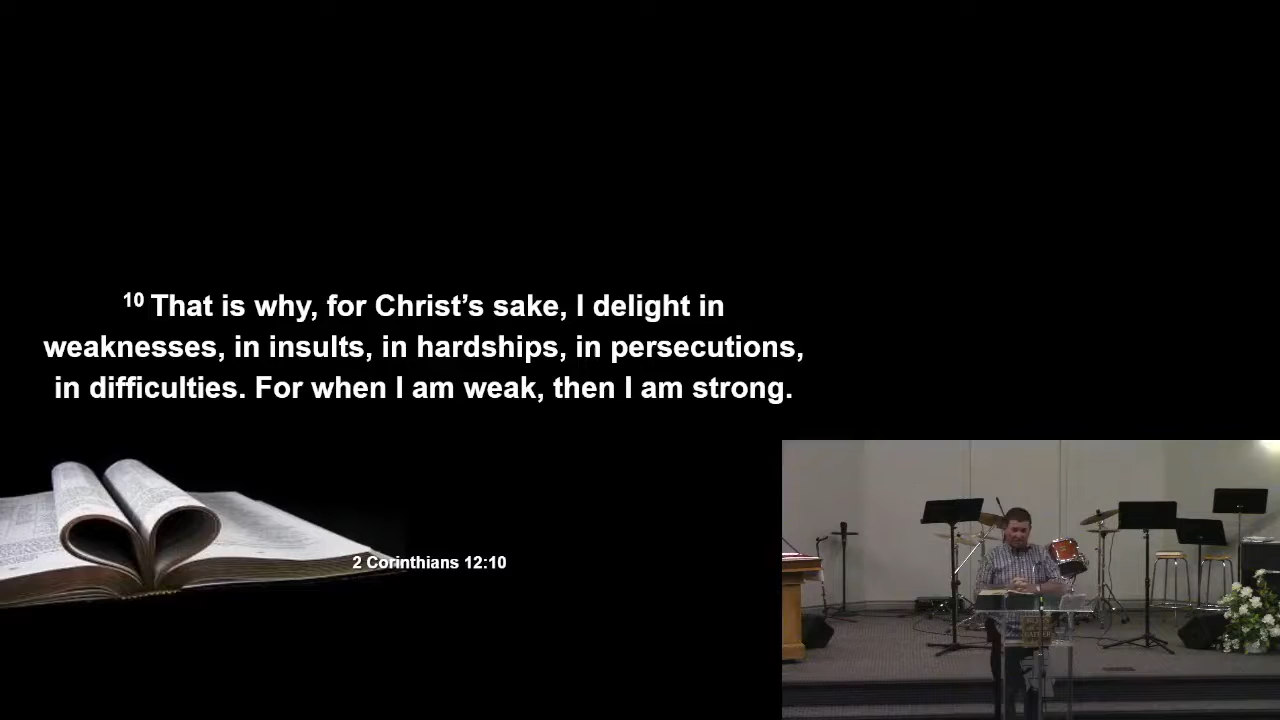 10 That is why, for Christ’s sake, I delight in
weaknesses, in insults, in hardships, in persecutions,
in difficulties. For when I am weak, then I am strong.
2 Corinthians 12:10